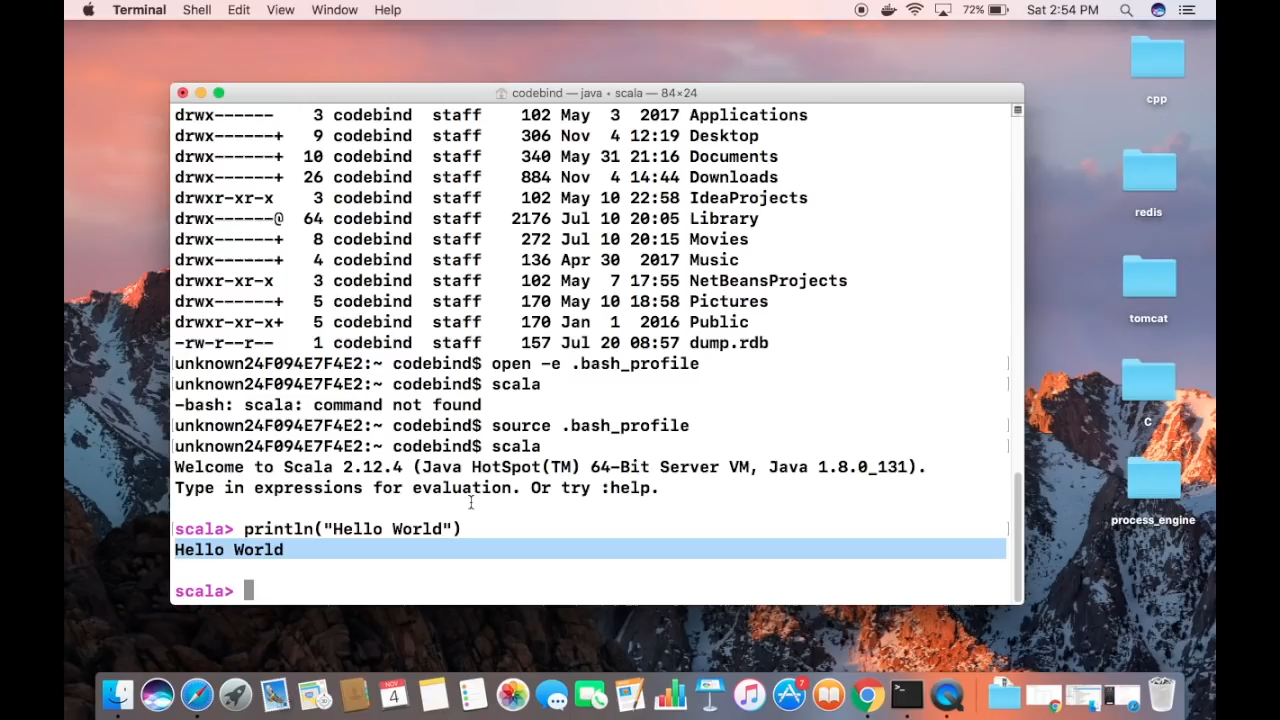 Terminal Shell Edit View Window Help 72% Sat 2:54 PM
codebind — java • scala — 84×24
drwx------ 3 codebind staff 102 May 3 2017 Applications
drwx------+ 9 codebind staff 306 Nov 4 12:19 Desktop
drwx------+ 10 codebind staff 340 May 31 21:16 Documents
drwx------+ 26 codebind staff 884 Nov 4 14:44 Downloads
drwxr-xr-x 3 codebind staff 102 May 10 22:58 IdeaProjects
drwx------@ 64 codebind staff 2176 Jul 10 20:05 Library
drwx------+ 8 codebind staff 272 Jul 10 20:15 Movies
drwx------+ 4 codebind staff 136 Apr 30 2017 Music
drwxr-xr-x 3 codebind staff 102 May 7 17:55 NetBeansProjects
drwx------+ 5 codebind staff 170 May 10 18:58 Pictures
drwxr-xr-x+ 5 codebind staff 170 Jan 1 2016 Public
-rw-r--r-- 1 codebind staff 157 Jul 20 08:57 dump.rdb
unknown24F094E7F4E2:~ codebind$ open -e .bash_profile
unknown24F094E7F4E2:~ codebind$ scala
-bash: scala: command not found
unknown24F094E7F4E2:~ codebind$ source .bash_profile
unknown24F094E7F4E2:~ codebind$ scala
Welcome to Scala 2.12.4 (Java HotSpot(TM) 64-Bit Server VM, Java 1.8.0_131).
Type in expressions for evaluation. Or try :help.
scala> println("Hello World")
Hello World
scala>
cpp
redis
tomcat
C
process_engine
NOV
4
7